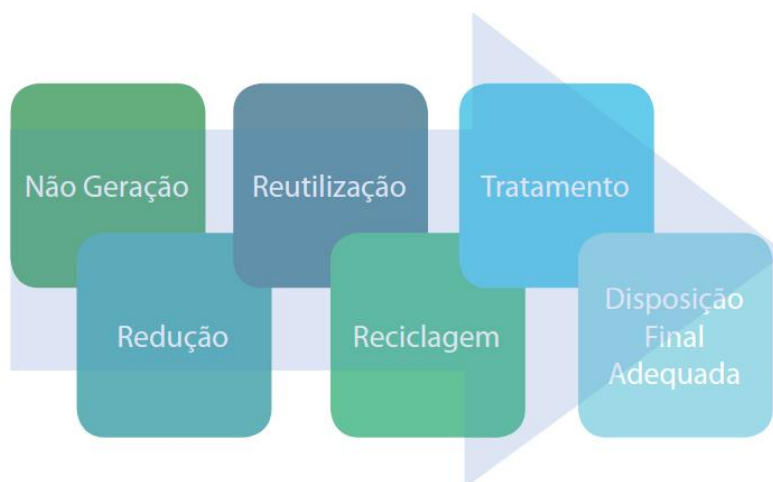 Não Geração
Redução
Reutilização
Reciclagem
Tratamento
Disposição
Final
Adequada